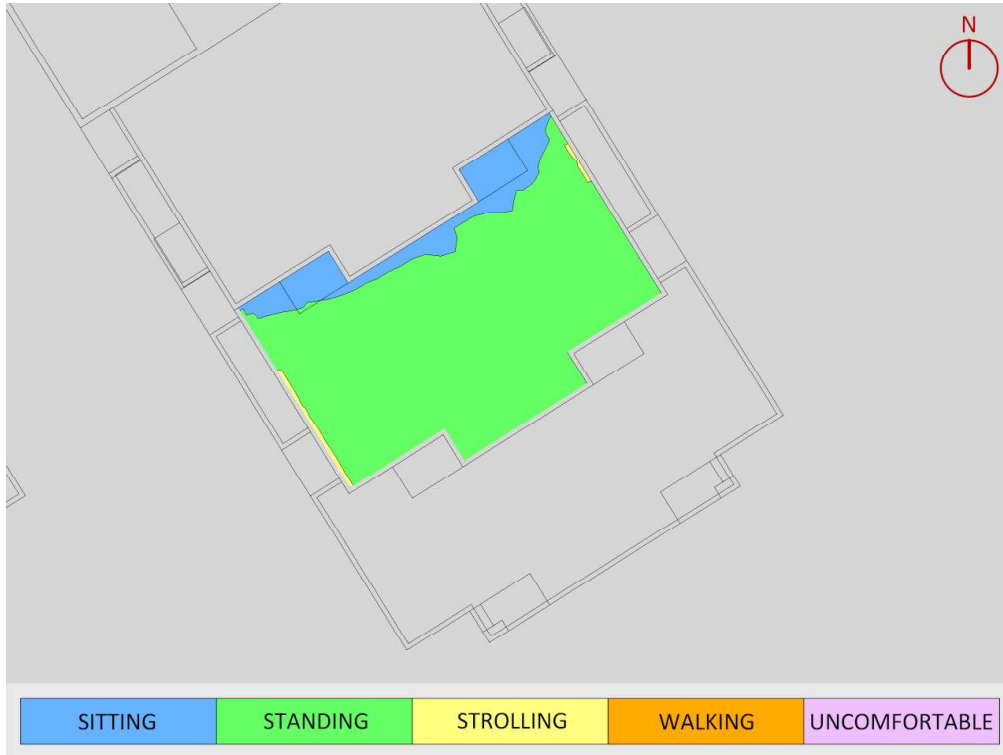 N
SITTING
STANDING
STROLLING
WALKING
UNCOMFORTABLE